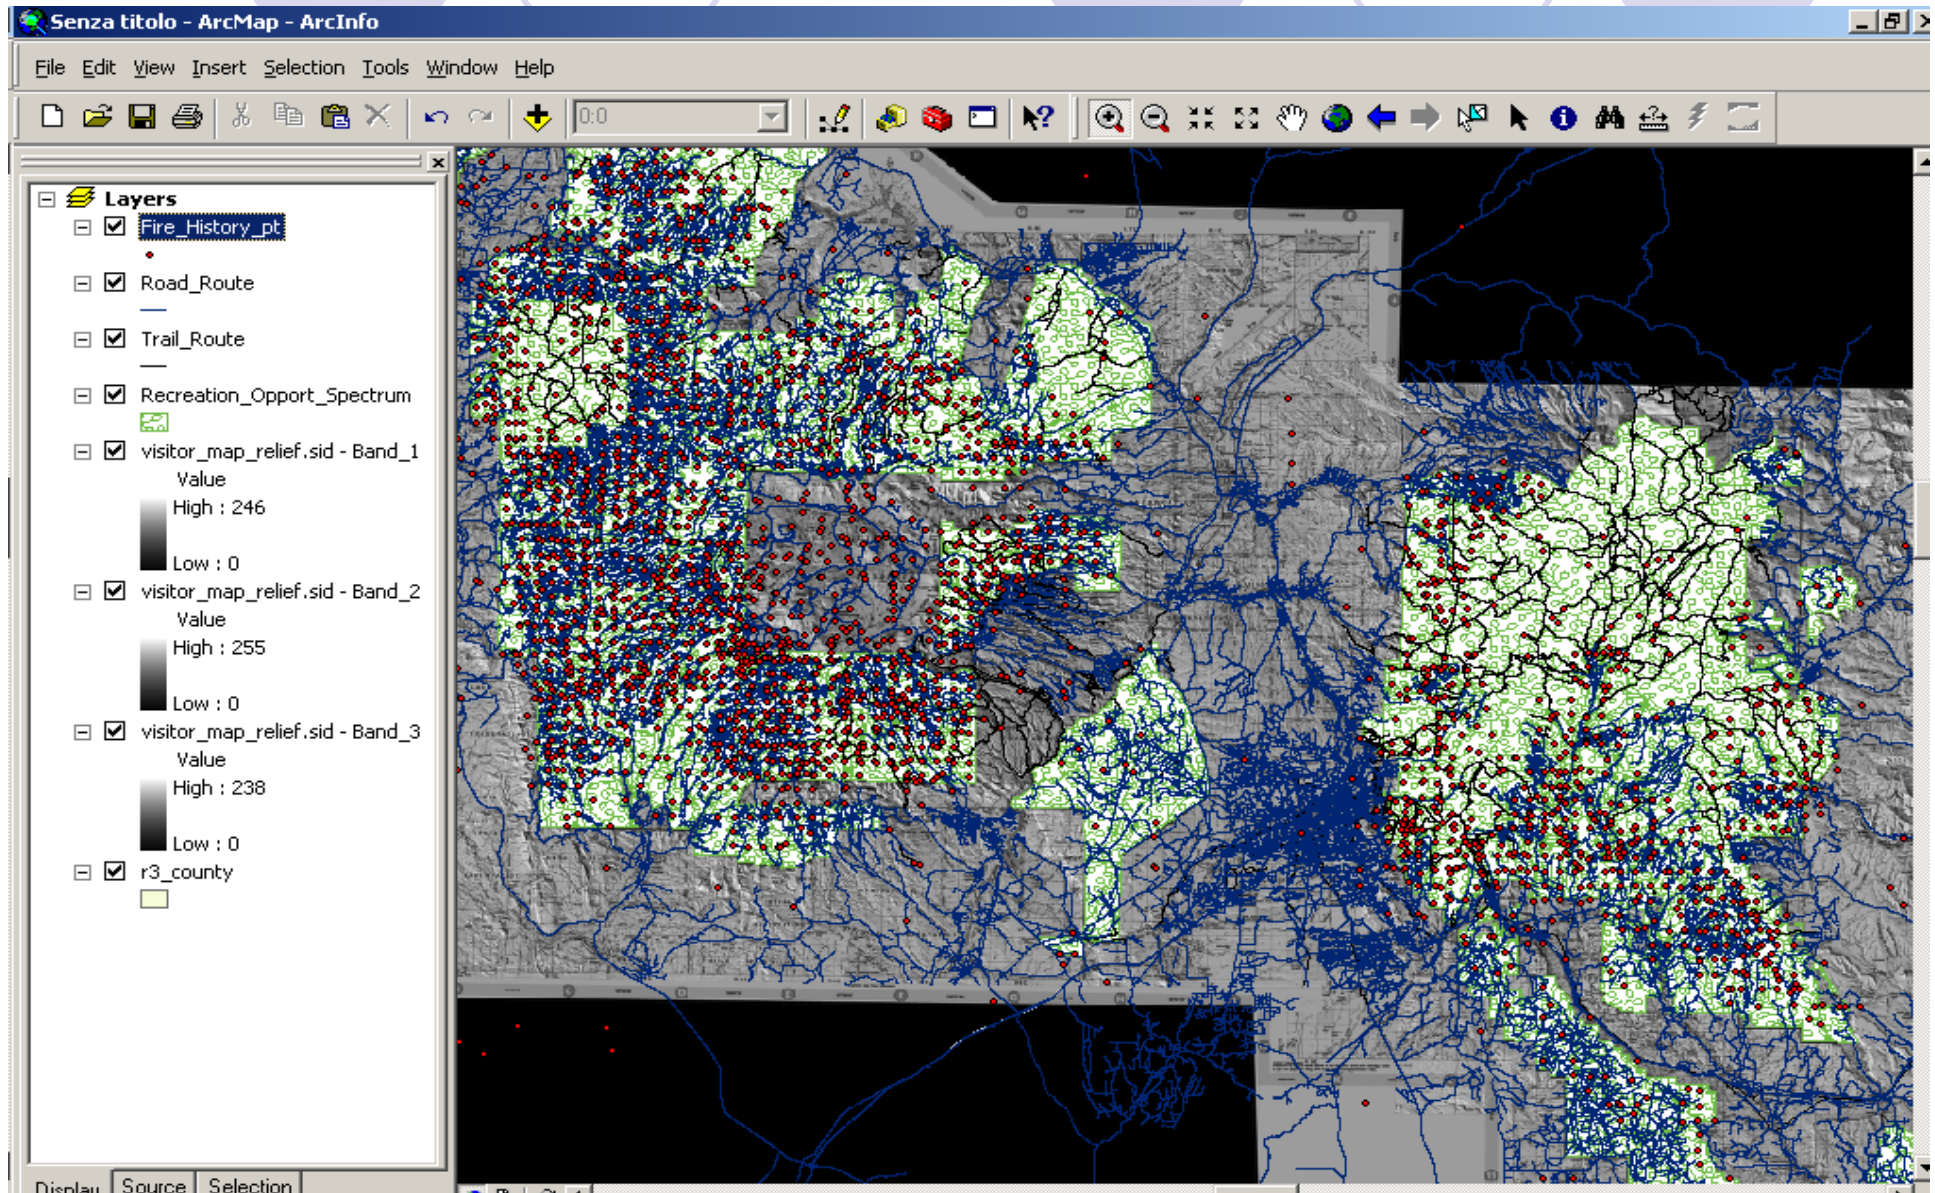 Senza titolo - ArcMap - ArcInfo
File Edit View Insert Selection Tools Window Help
0:0
Layers
Fire_History_pt
Road_Route
Trail_Route
Recreation_Opport_Spectrum
visitor_map_relief.sid - Band_1
Value
High : 246
Low : 0
visitor_map_relief.sid - Band_2
Value
High : 255
Low : 0
visitor_map_relief.sid - Band_3
Value
High : 238
Low : 0
r3_county
Display Source Selection